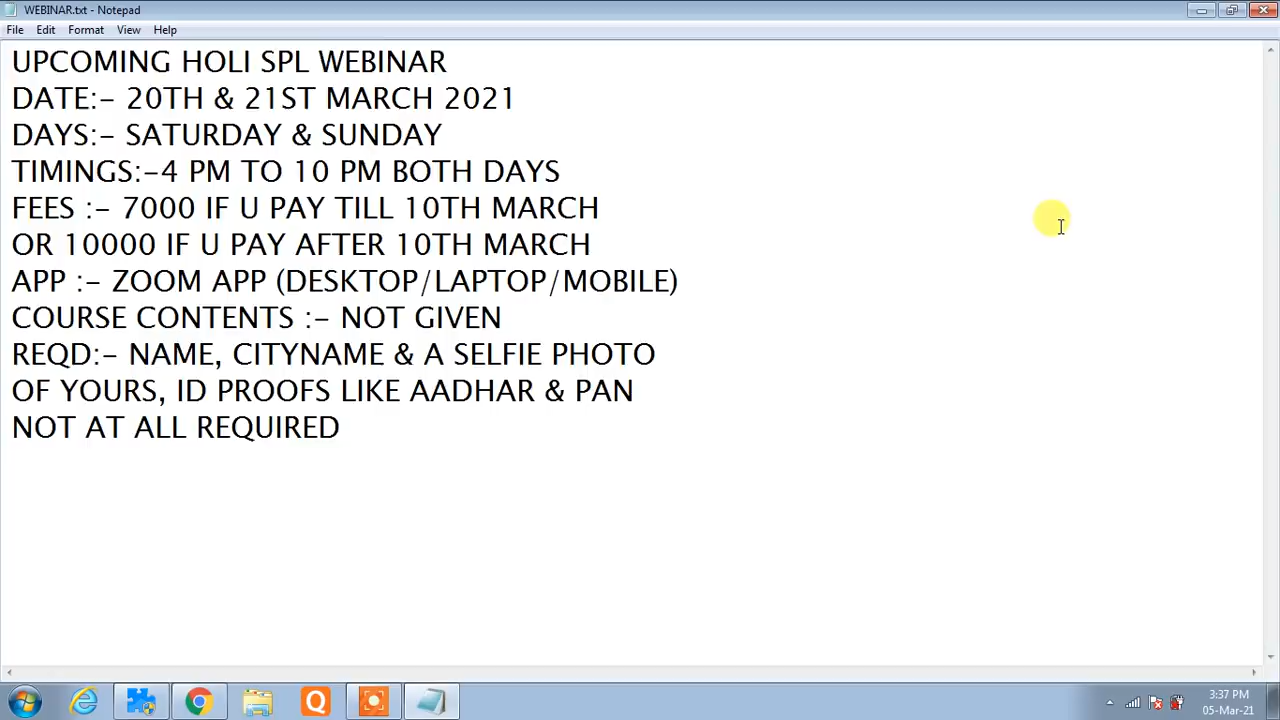 WEBINAR.txt - Notepad
File Edit Format View Help
UPCOMING HOLI SPL WEBINAR
DATE:- 20TH & 21ST MARCH 2021
DAYS:- SATURDAY & SUNDAY
TIMINGS:-4 PM TO 10 PM BOTH DAYS
FEES :- 7000 IF U PAY TILL 10TH MARCH
OR 10000 IF U PAY AFTER 10TH MARCH
APP :- ZOOM APP (DESKTOP/LAPTOP/MOBILE)
COURSE CONTENTS :- NOT GIVEN
REQD:- NAME, CITYNAME & A SELFIE PHOTO
OF YOURS, ID PROOFS LIKE AADHAR & PAN
NOT AT ALL REQUIRED
Q
3:37 PM
05-Mar-21